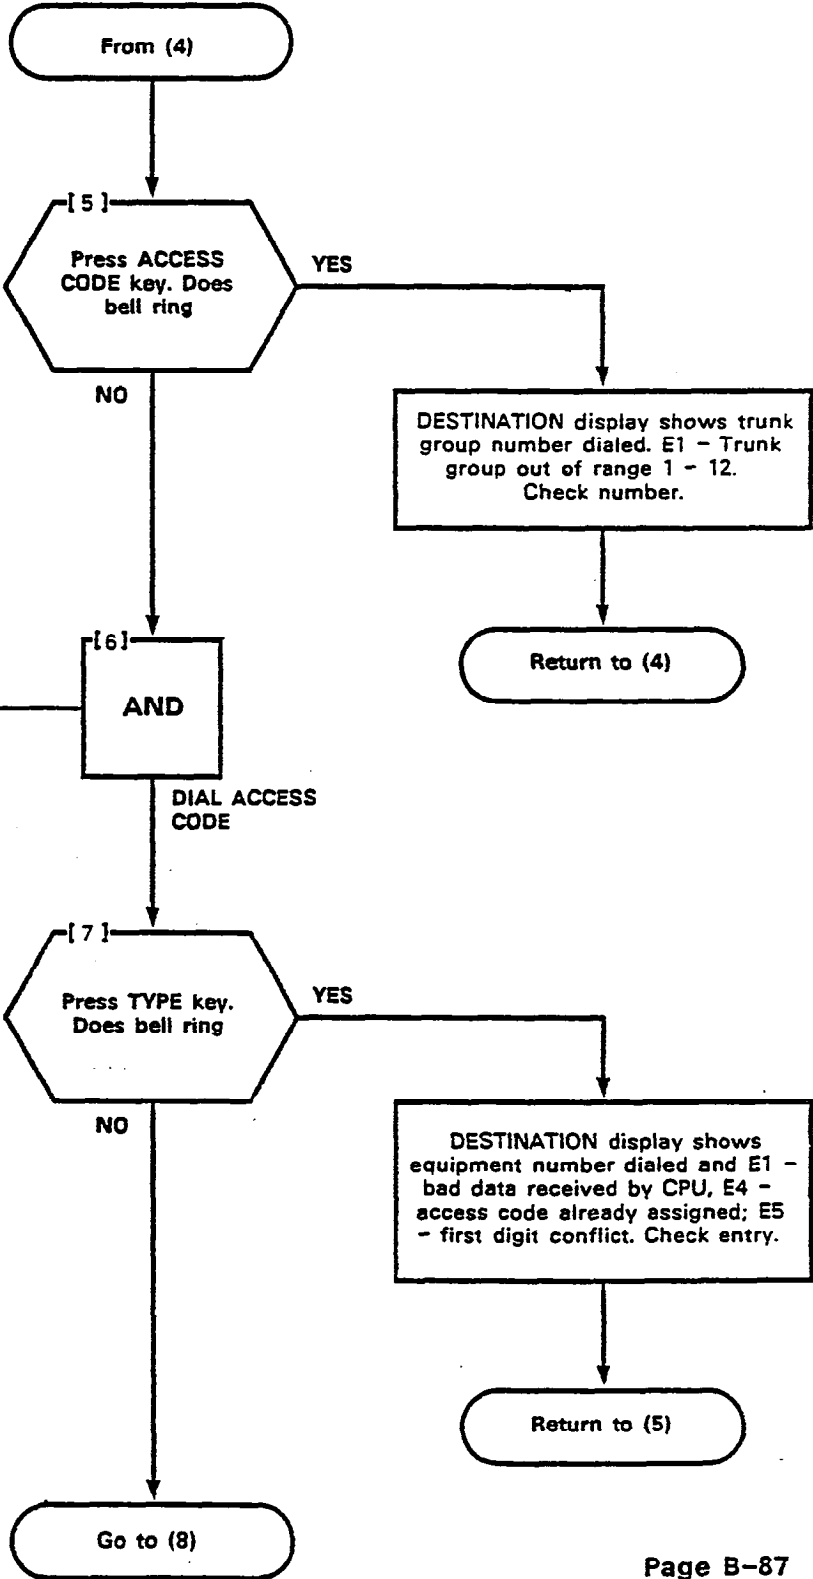 From (4)
[5]
Press ACCESS
CODE key. Does
bell ring
YES
NO
DESTINATION display shows trunk
group number dialed. E1 - Trunk
group out of range 1 - 12.
Check number.
Return to (4)
[6]
AND
DIAL ACCESS
CODE
[7]
Press TYPE key.
Does bell ring
YES
NO
DESTINATION display shows
equipment number dialed and E1 -
bad data received by CPU, E4 -
access code already assigned; E5
- first digit conflict. Check entry.
Return to (5)
Go to (8)
Page B-87